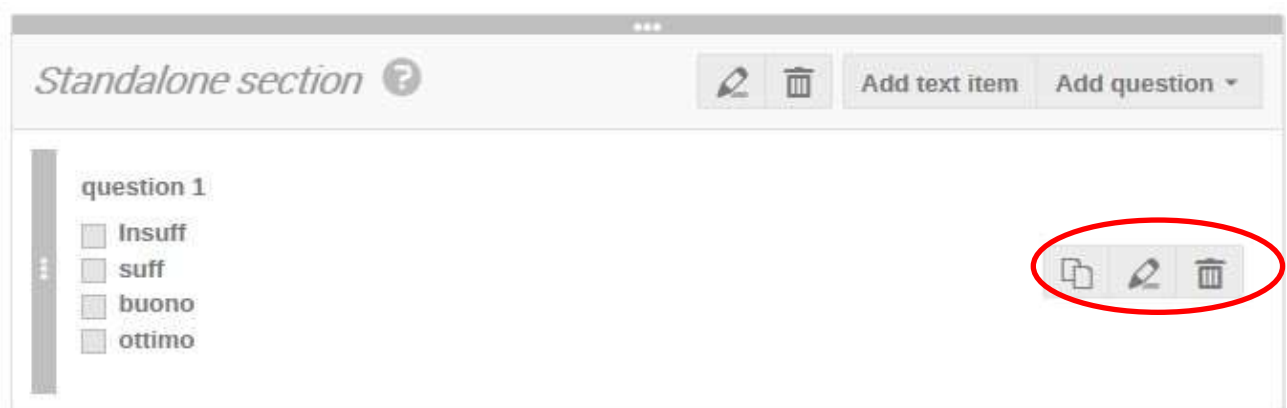 Standalone section ?
Add text item
Add question
question 1
Insuff
suff
buono
ottimo